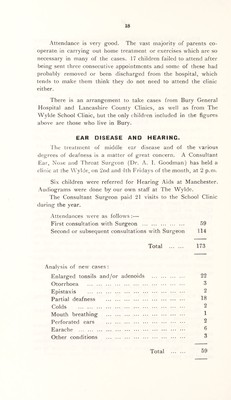 58
Attendance is very good. The vast majority of parents co-
operate in carrying out home treatment or exercises which are so
necessary in many of the cases. 17 children failed to attend after
being sent three consecutive appointments and some of these had
probably removed or been discharged from the hospital, which
tends to make them think they do not need to attend the clinic
either.
There is an arrangement to take cases from Bury General
Hospital and Lancashire County Clinics, as well as from The
Wylde School Clinic, but the only children included in the figures
above are those who live in Bury.
EAR DISEASE AND HEARING.
The treatment of middle ear disease and of the various
degrees of deafness is a matter of great concern. A Consultant
Ear, Nose and Throat Surgeon (Dr. A. I. Goodman) has held a
clinic at the Wylde, on 2nd and 4th Fridays of the month, at 2 p.m.
Six children were referred for Hearing Aids at Manchester.
Audiograms were done by our own staff at The Wylde.
The Consultant Surgeon paid 21 visits to the School Clinic
during the year.
Attendances were as follows :—
First consultation with Surgeon ... ... ... ... 59
Second or subsequent consultations with Surgeon 114
Total ... ... 173
Analysis of new cases :
Enlarged tonsils and/or adenoids ... ... ... 22
Otorrhoea ... ... ... ... ... ... ... 3
Epistaxis ... ... ... ... ... ... ... 2
Partial deafness ... ... ... ... ... ... 18
Colds ... ... ... ... ... ... ... 2
Mouth breathing ... ... ... ... ... ... 1
Perforated ears ... ... ... ... ... ... 2
Earache ... ... ... ... ... ... ... 6
Other conditions ... ... ... ... ... ... 3
Total ... ... 59